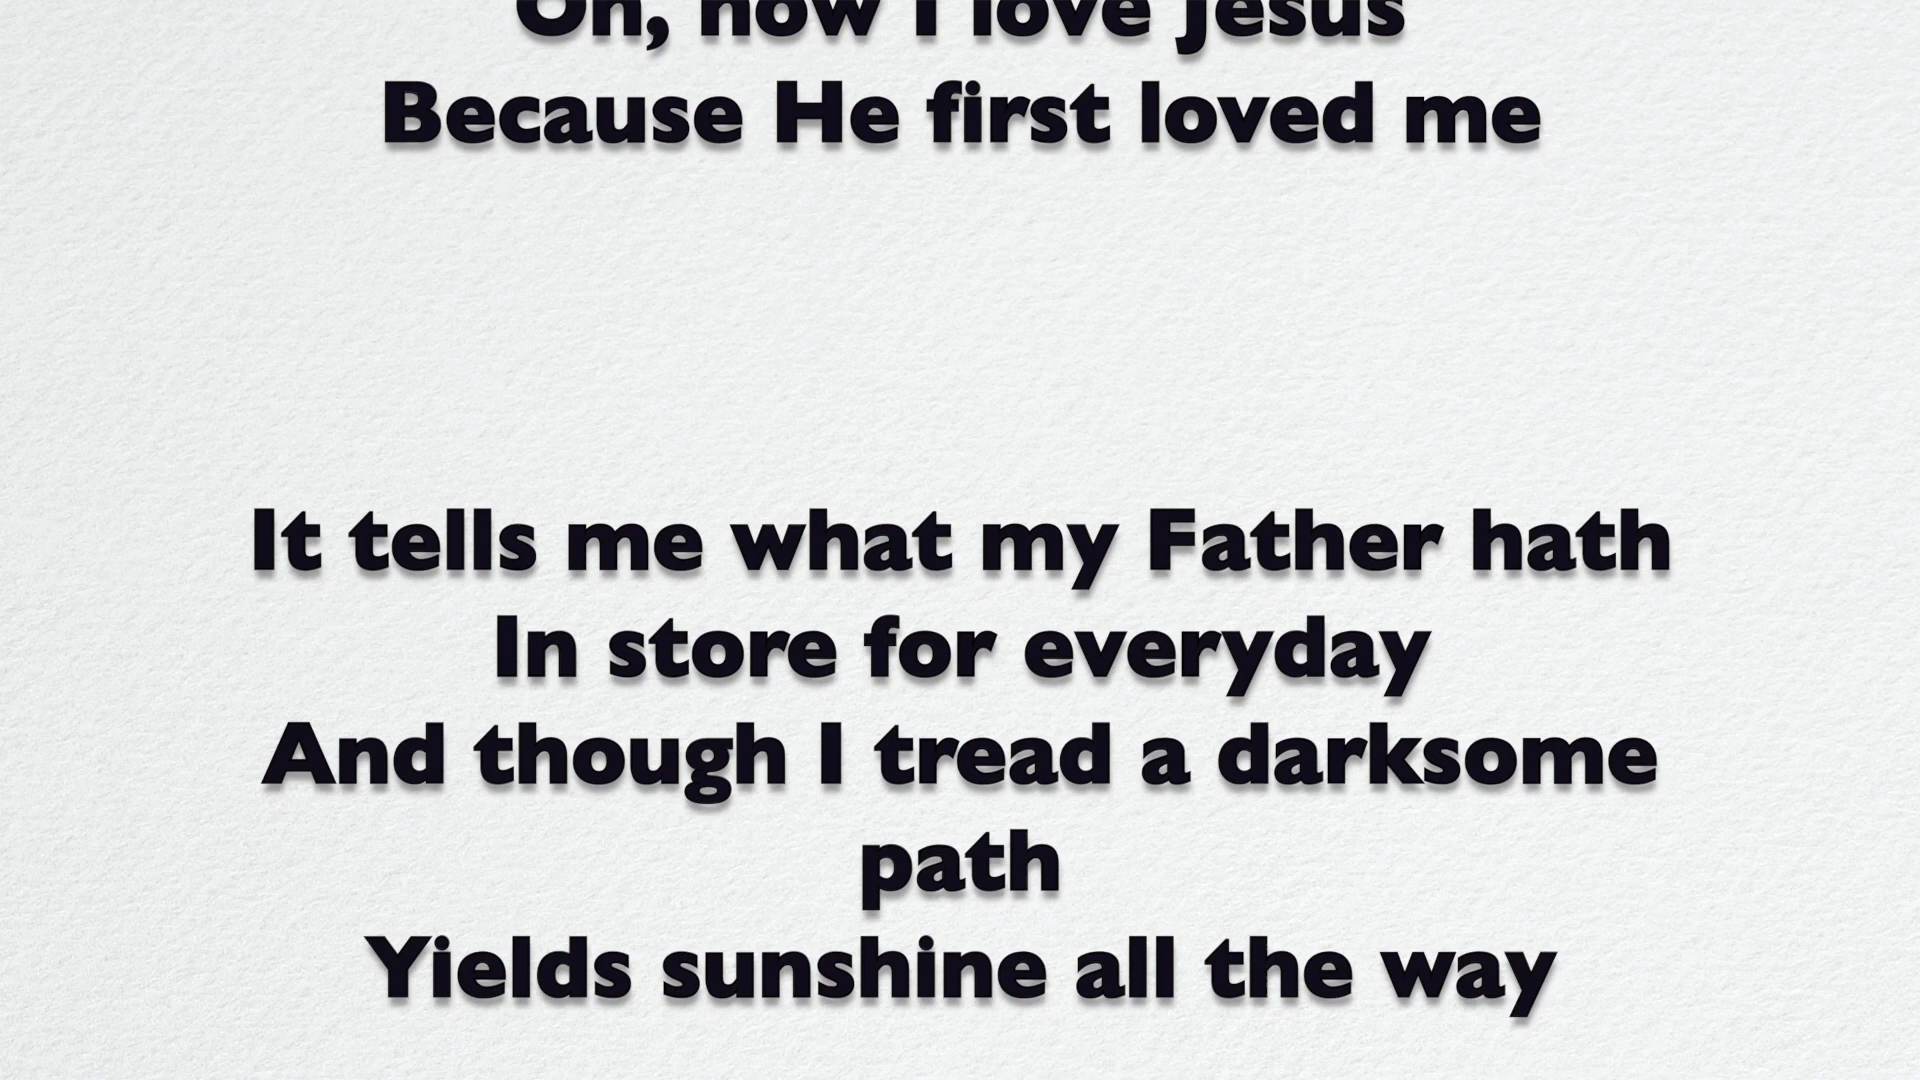 Oh, how I love Jesus
Because He first loved me
It tells me what my Father hath
In store for everyday
And though I tread a darksome
path
Yields sunshine all the way